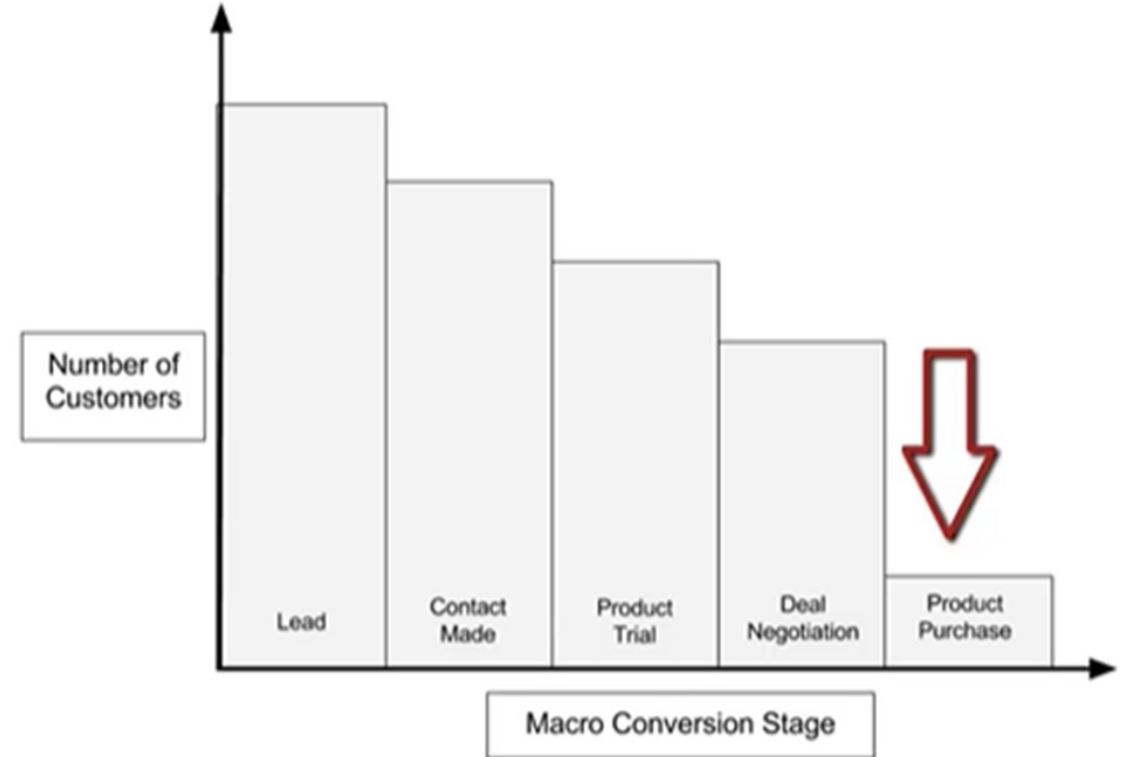 Number of
Customers
Lead
Contact
Made
Product
Trial
Deal
Negotiation
Product
Purchase
Macro Conversion Stage